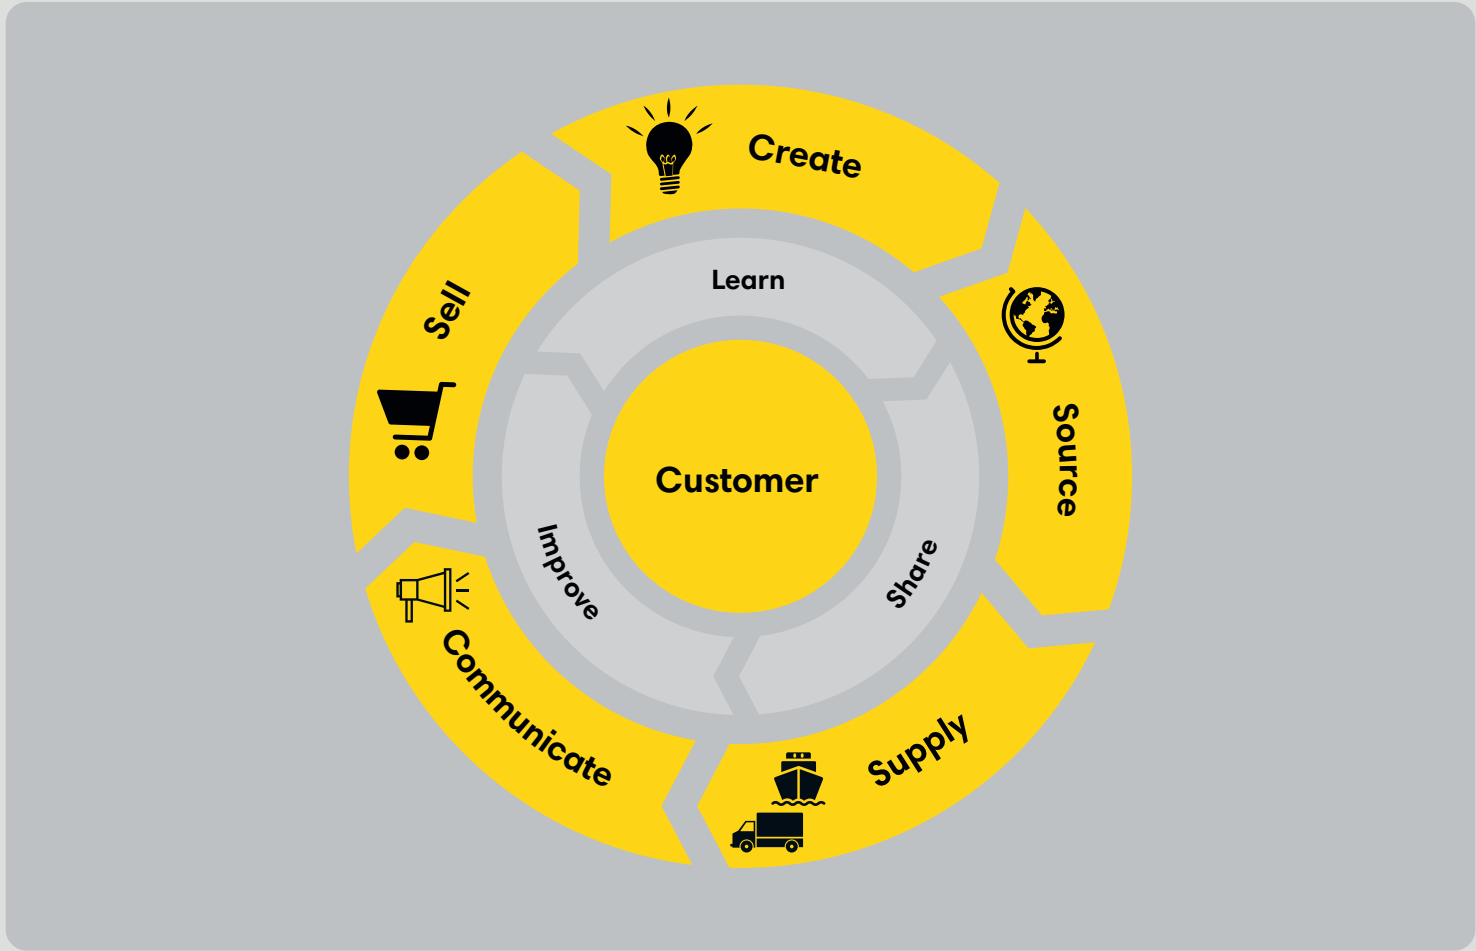 Create
Source
Supply
Communicate
Sell
Learn
Share
Improve
Customer